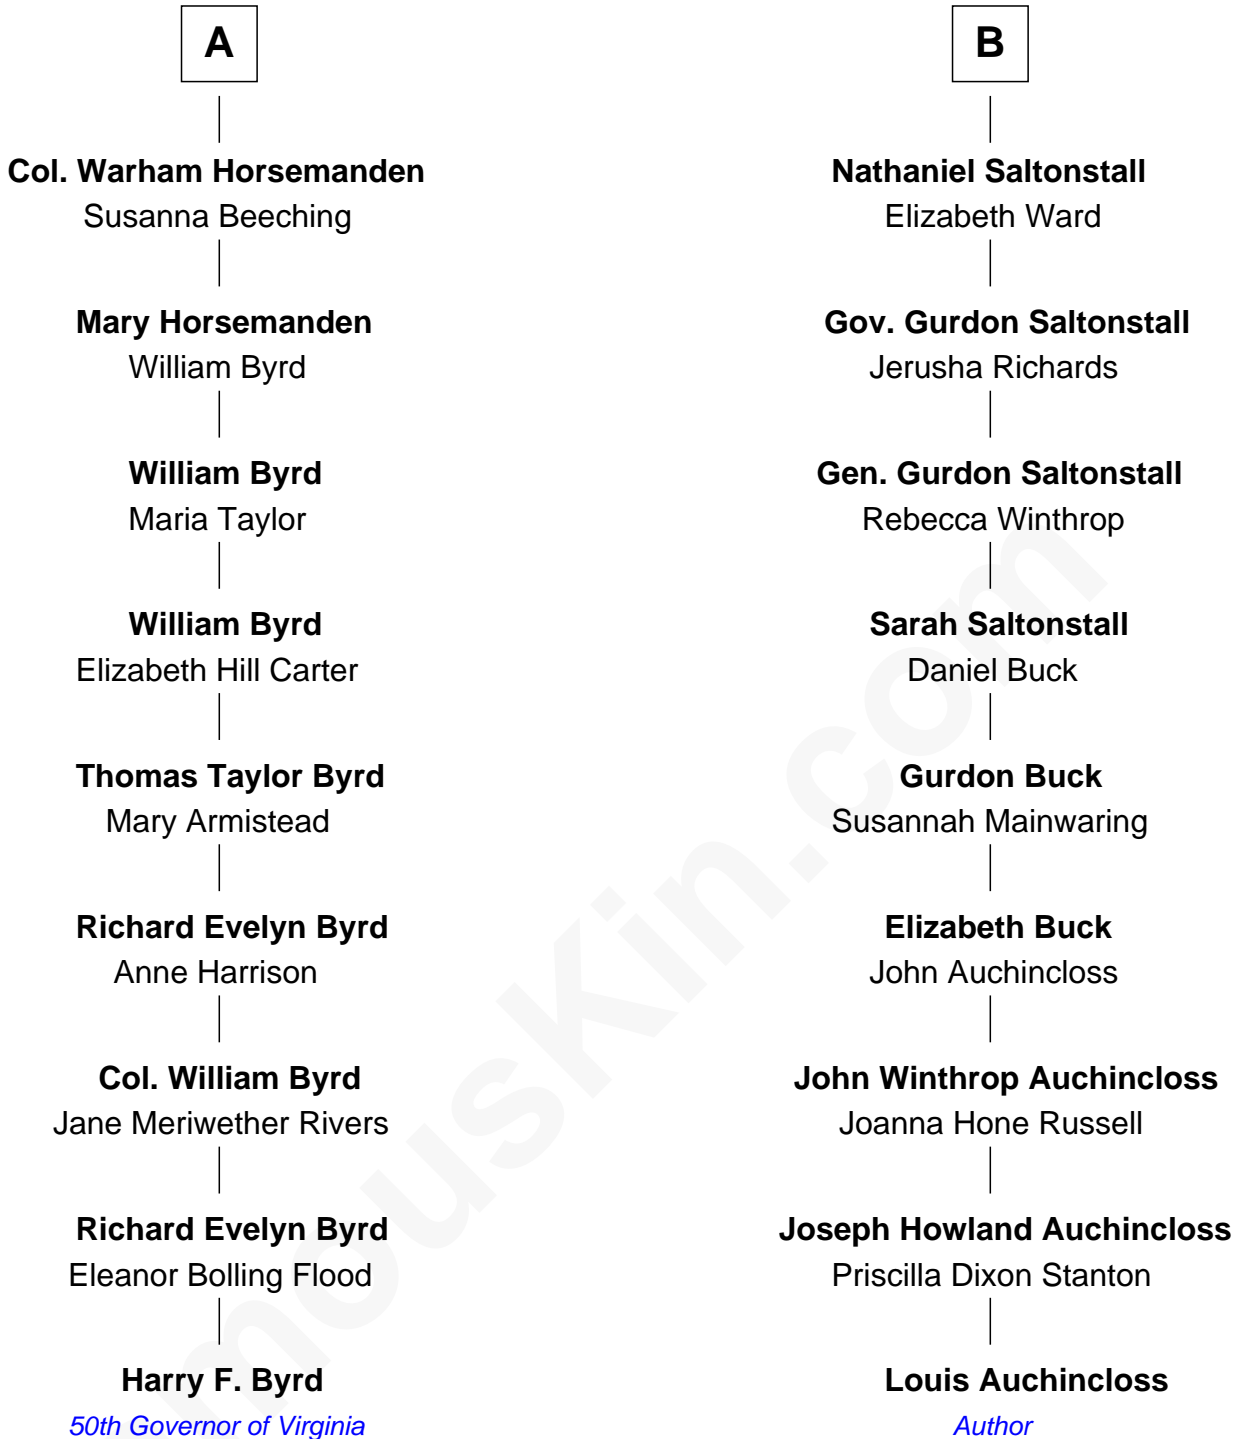 A
Col. Warham Horsemanden
Susanna Beeching
Mary Horsemanden
William Byrd
William Byrd
Maria Taylor
William Byrd
Elizabeth Hill Carter
Thomas Taylor Byrd
Mary Armistead
Richard Evelyn Byrd
Anne Harrison
Col. William Byrd
Jane Meriwether Rivers
Richard Evelyn Byrd
Eleanor Bolling Flood
Harry F. Byrd
50th Governor of Virginia
B
Nathaniel Saltonstall
Elizabeth Ward
Gov. Gurdon Saltonstall
Jerusha Richards
Gen. Gurdon Saltonstall
Rebecca Winthrop
Sarah Saltonstall
Daniel Buck
Gurdon Buck
Susannah Mainwaring
Elizabeth Buck
John Auchincloss
John Winthrop Auchincloss
Joanna Hone Russell
Joseph Howland Auchincloss
Priscilla Dixon Stanton
Louis Auchincloss
Author
mousKin.com